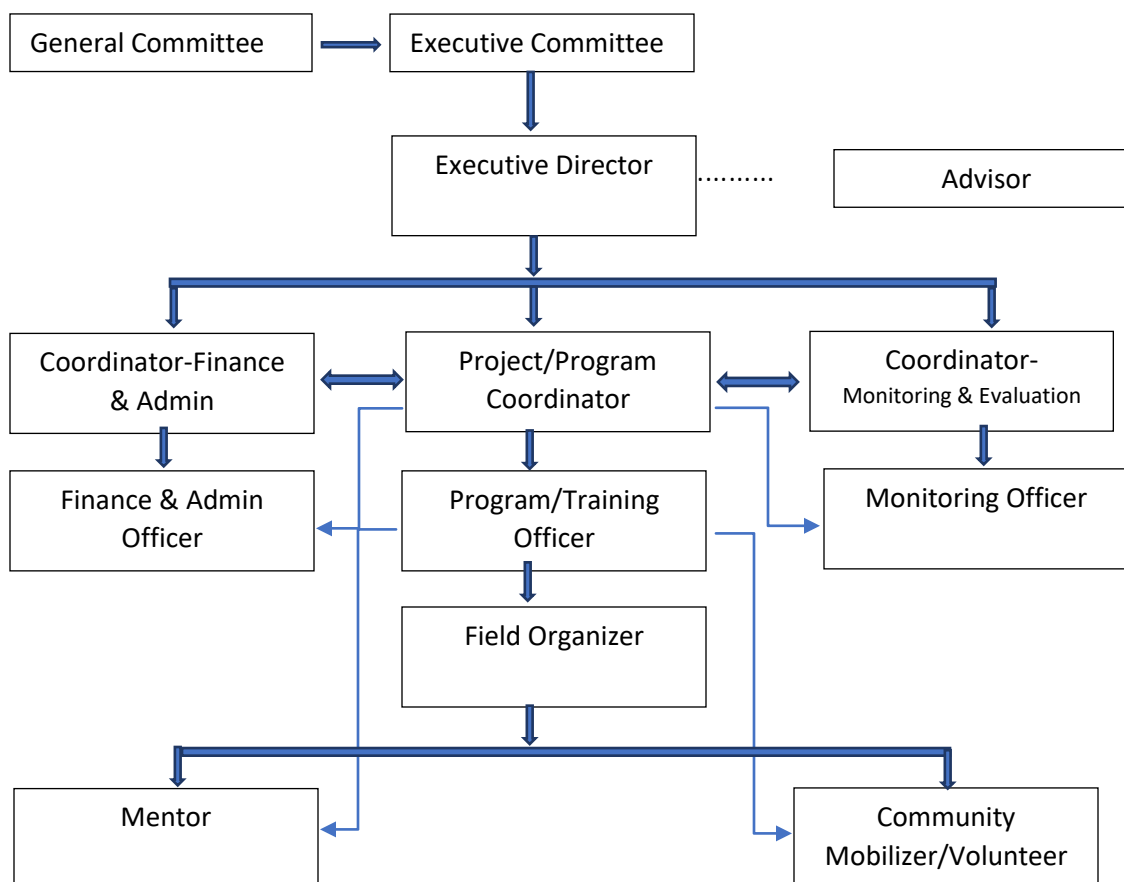 General Committee
Executive Committee
Executive Director
..........
Advisor
Coordinator-Finance
& Admin
Project/Program
Coordinator
Coordinator-
Monitoring & Evaluation
Finance & Admin
Officer
Program/Training
Officer
Monitoring Officer
Field Organizer
Mentor
Community
Mobilizer/Volunteer